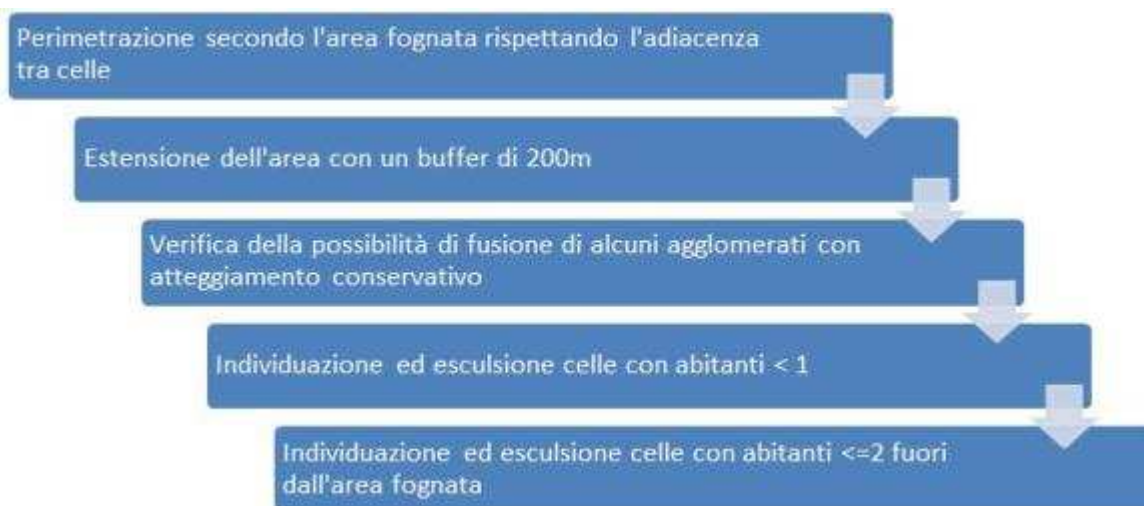 Perimetrazione secondo l'area fognata rispettando l'adiacenza
tra celle
Estensione dell'area con un buffer di 200m
Verifica della possibilità di fusione di alcuni agglomerati con
atteggiamento conservativo
Individuazione ed esculsione celle con abitanti < 1
Individuazione ed esculsione celle con abitanti <=2 fuori
dall'area fognata